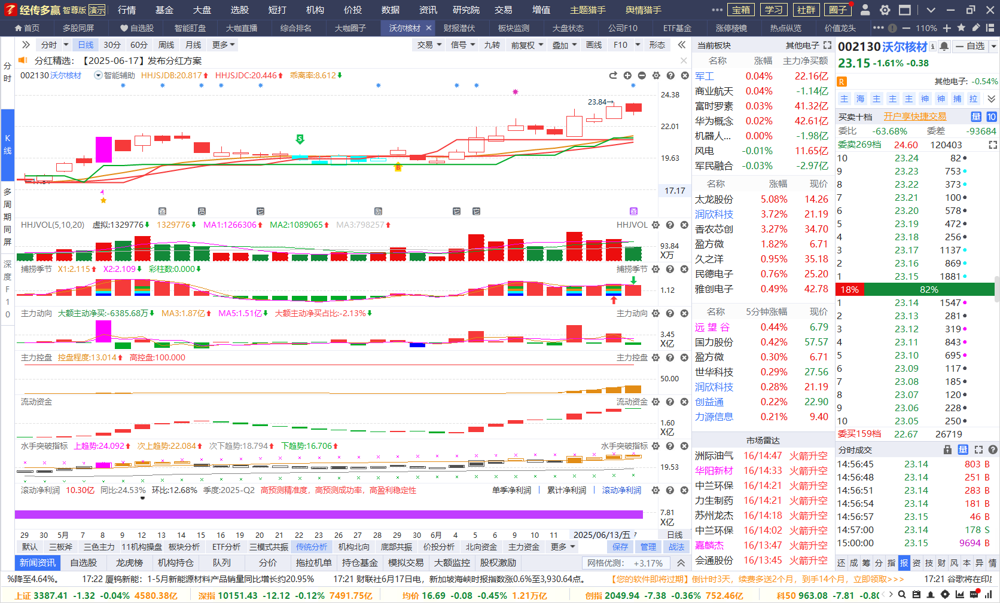 经传多赢 智尊版 演示 行情 基金 大盘 选股 短打 机构 价投 数据 资讯 研究院 交易 增值 主题猎手 舆情猎手 宝箱 学习 社群 圈子
首页 多股同屏 自选股 智能盯盘 大咖直播 综合排名 大咖圈子 沃尔核材 财报潜伏 板块监测 大盘状态 公司F10 ETF基金 涨停棱镜 热点纵览 价值龙头 110%
分时 日线 30分 60分 周线 月线 更多 交易 信号 九转 前复权 叠加 画线 F10 形态
分红精选：【2025-06-17】发布分红方案
002130 沃尔核材 智能辅助 HHJSJDB:20.817 HHJSJDC:20.446 乖离率:8.612
分时
K线
多周期同屏
深度F10
24.38
22.01
19.63
17.17
23.84→
S
B
HHJVOL(5,10,20) 虚拟:1329776 1329776 MA1:1266306 MA2:1089065 MA3:798257 HHJVOL
93.84
X万
捕捞季节 X1:2.115 X2:2.109 彩柱数:0.000 捕捞季节
1.12
主力动向 大额主动净买:-6385.68万 MA3:1.87亿 MA5:1.51亿 大额主动净买占比:-2.13% 主力动向
3.45
X亿
主力控盘 控盘程度:13.014 高控盘:100.000 主力控盘
50.00
流动资金 流动资金
1.60
X亿
水手突破指标 上趋势:24.092 次上趋势:22.084 次下趋势:18.794 下趋势:16.706 水手突破指标
19.53
滚动净利润 10.30亿 同比:24.53% 环比:12.68% 季度:2025-Q2 高预测精准度，高预测成功率，高盈利稳定性 单季净利润 累计净利润 滚动净利润
7.81
X亿
29 30 5月 7 8 9 12 13 14 15 16 19 20 21 22 23 26 27 28 29 30 6月 4 5 6 9 10 11 2025/06/13/五 7 日线
默认 三板斧 三色主力 11机构操盘 板块分析 ETF分析 三模式共振 传统分析 机构北向 底部共振 价投分析 北向资金 主力资金 更多 保存 管理 战法
新闻资讯 自选股 龙虎榜 机构持仓 队列 分价 拖拉机单 持仓基金 模拟交易 大额监控 股权激励 网格优测： +3.17%
当前板块 其他电子
名称 涨幅 主力净买额
军工 0.04% 22.16亿
商业航天 0.04% -1.14亿
富时罗素 0.03% 41.32亿
华为概念 0.02% 42.61亿
机器人... 0.00% -1.98亿
风电 -0.01% 11.65亿
军民融合 -0.03% -2.97亿
名称 涨幅 现价
太龙股份 5.08% 14.26
润欣科技 3.72% 21.19
香农芯创 3.27% 34.70
盈方微 1.82% 6.71
久之洋 0.95% 35.18
民德电子 0.76% 25.20
雅创电子 0.49% 42.78
名称 5分钟涨幅 现价
远 望 谷 0.44% 6.79
国力股份 0.42% 57.57
盈方微 0.30% 6.71
世华科技 0.29% 27.56
润欣科技 0.28% 21.19
创益通 0.22% 22.90
力源信息 0.21% 9.40
市场雷达
洲际油气 16/14:47 火箭升空
华阳新材 16/14:33 火箭升空
中兰环保 16/14:21 火箭升空
力生制药 16/14:21 火箭升空
苏州龙杰 16/14:18 火箭升空
中兰环保 16/14:02 火箭升空
嘉麟杰 16/13:47 火箭升空
会通股份 16/13:45 火箭升空
002130 沃尔核材 自选
23.15 -1.61% -0.38
R 其他电子: -0.54%
主 海 主 主 主 神 神 捕 拉
买卖十档 开户享快捷交易 量 10
委比 -63.68% 委差 -93684
委卖269档 24.60 120403
10 23.24 82
9 23.23 753
8 23.22 373
7 23.21 100
6 23.20 578
5 23.19 472
4 23.18 256
3 23.17 1137
2 23.16 869
1 23.15 1881
18% 82%
1 23.14 1547
2 23.13 281
3 23.12 319
4 23.11 843
5 23.10 695
6 23.09 117
7 23.08 185
8 23.07 120
9 23.06 228
10 23.05 250
委买159档 22.67 26719
分时成交 量
14:56:45 23.14 803 B
14:56:48 23.14 251 B
14:56:51 23.14 283 B
14:56:54 23.14 181 B
14:56:57 23.15 46 B
14:57:00 23.14 178 S
15:00:00 23.15 9694 B
还 成 筹 分 指 报 资 技 财 风 本 异 情
%降至4.64%。 17:22 厦钨新能：1-5月新能源材料产品销量同比增长约20.95% 17:21 财联社6月17日电，新加坡海峡时报指数涨0.6%至3,930.64点。 【您的软件即将过期】倒计时3天，续费多送2个月，到手14个月，立即领取>>> 17:21 谷歌将在印度
上证 3387.41 -1.32 -0.04% 4580.38亿 深指 10151.43 -12.12 -0.12% 7491.75亿 均价 16.69 -0.08 -0.45% 1.21万亿 创指 2049.94 -7.38 -0.36% 752.46亿 科50 963.08 -7.81 -0.80